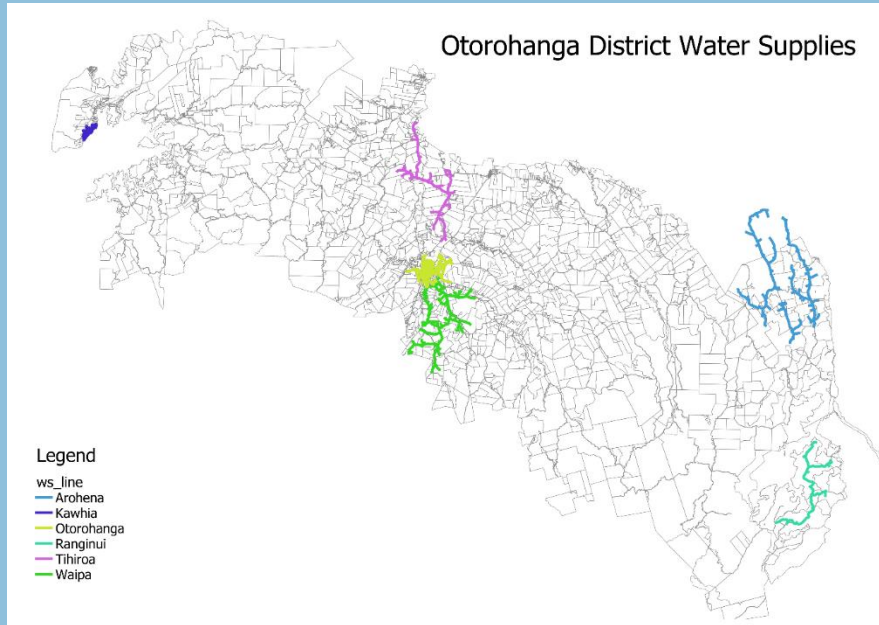 Otorohanga District Water Supplies
Legend
ws_line
Arohena
Kawhia
Otorohanga
Ranginui
Tihiroa
Waipa